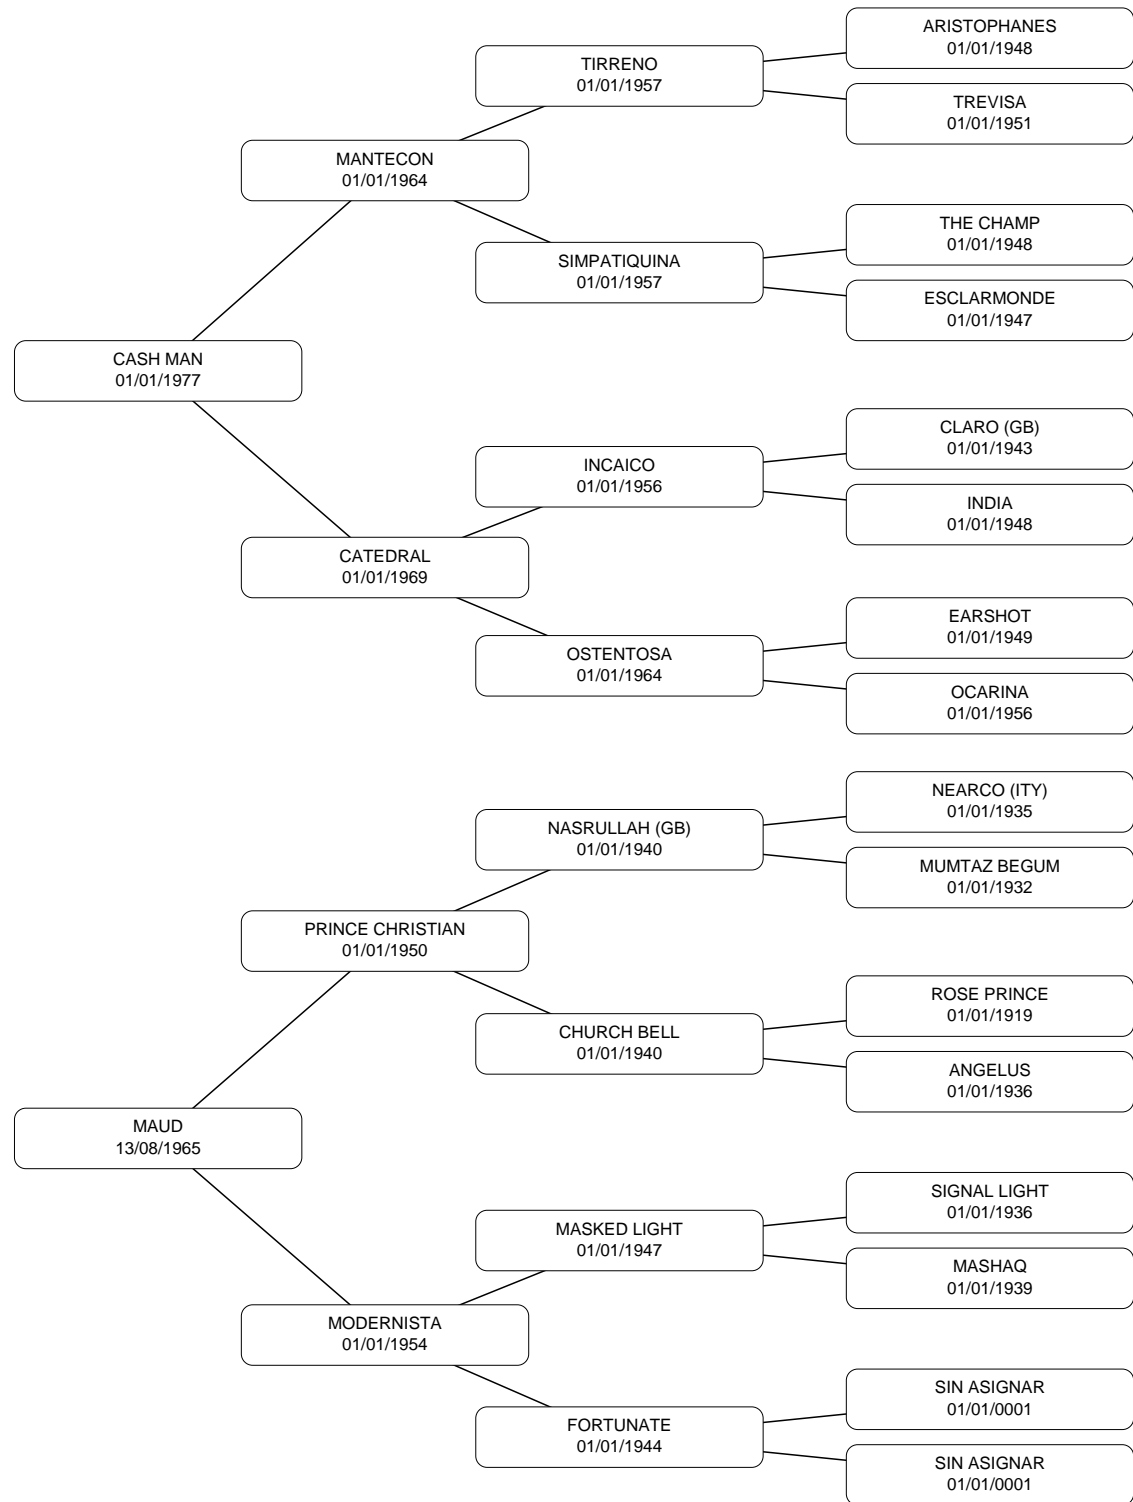 ARISTOPHANES
01/01/1948
TIRRENO
01/01/1957
TREVISA
01/01/1951
MANTECON
01/01/1964
THE CHAMP
01/01/1948
SIMPATIQUINA
01/01/1957
ESCLARMONDE
01/01/1947
CASH MAN
01/01/1977
CLARO (GB)
01/01/1943
INCAICO
01/01/1956
INDIA
01/01/1948
CATEDRAL
01/01/1969
EARSHOT
01/01/1949
OSTENTOSA
01/01/1964
OCARINA
01/01/1956
NEARCO (ITY)
01/01/1935
NASRULLAH (GB)
01/01/1940
MUMTAZ BEGUM
01/01/1932
PRINCE CHRISTIAN
01/01/1950
ROSE PRINCE
01/01/1919
CHURCH BELL
01/01/1940
ANGELUS
01/01/1936
MAUD
13/08/1965
SIGNAL LIGHT
01/01/1936
MASKED LIGHT
01/01/1947
MASHAQ
01/01/1939
MODERNISTA
01/01/1954
SIN ASIGNAR
01/01/0001
FORTUNATE
01/01/1944
SIN ASIGNAR
01/01/0001